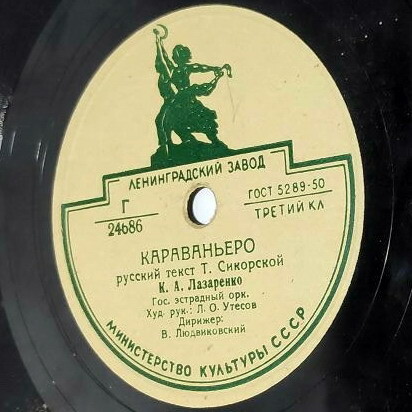 ЛЕНИНГРАДСКИЙ ЗАВОД
Г
24686
ГОСТ 5289-50
ТРЕТИЙ КЛ
КАРАВАНЬЕРО
русский текст Т. Сикорской
К. А. Лазаренко
Гос. эстрадный орк.
Худ. рук.: Л. О. Утесов
Дирижер:
В. Людвиковский
МИНИСТЕРСТВО КУЛЬТУРЫ СССР